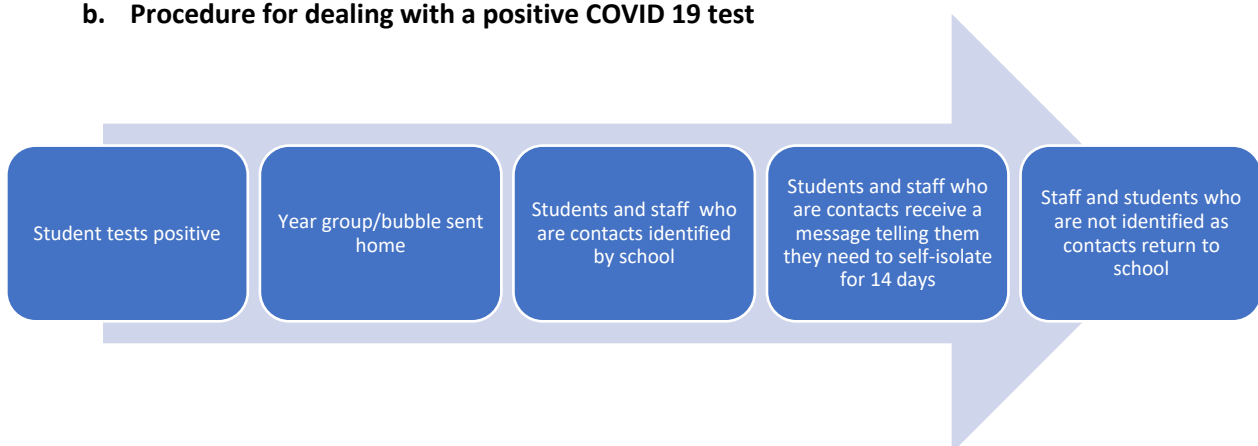 b. Procedure for dealing with a positive COVID 19 test
Student tests positive
Year group/bubble sent
home
Students and staff who
are contacts identified
by school
Students and staff who
are contacts receive a
message telling them
they need to self-isolate
for 14 days
Staff and students who
are not identified as
contacts return to
school